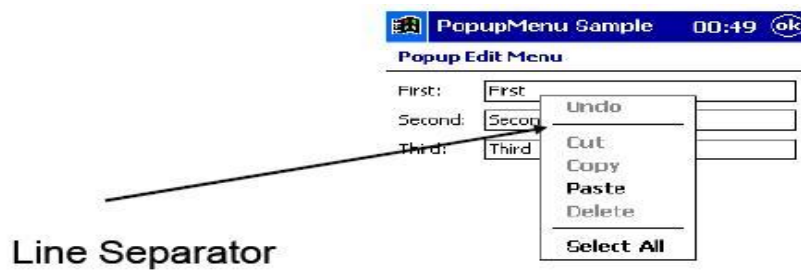 PopupMenu Sample 00:49 ok
Popup Edit Menu
First: First
Second: Secon
Third: Third
Undo
Cut
Copy
Paste
Delete
Select All
Line Separator